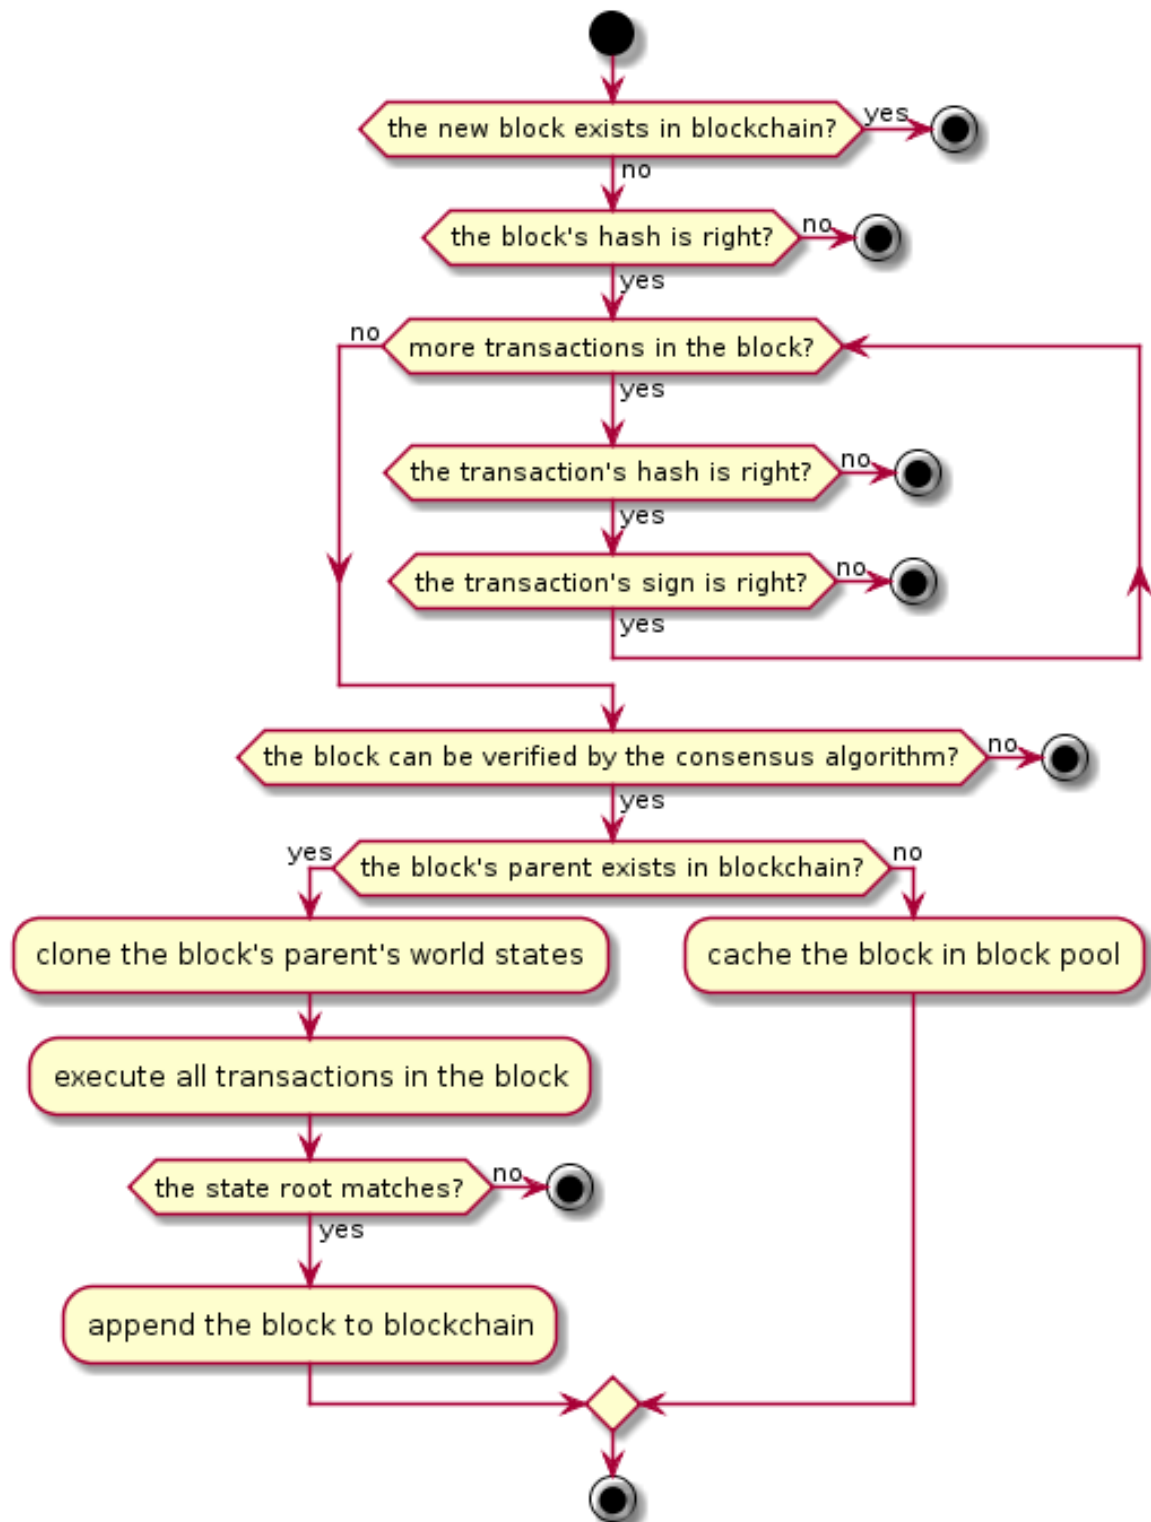 the new block exists in blockchain?
yes
no
the block's hash is right?
no
yes
no
more transactions in the block?
yes
the transaction's hash is right?
no
yes
the transaction's sign is right?
no
yes
the block can be verified by the consensus algorithm?
no
yes
yes
the block's parent exists in blockchain?
no
clone the block's parent's world states
cache the block in block pool
execute all transactions in the block
the state root matches?
no
yes
append the block to blockchain